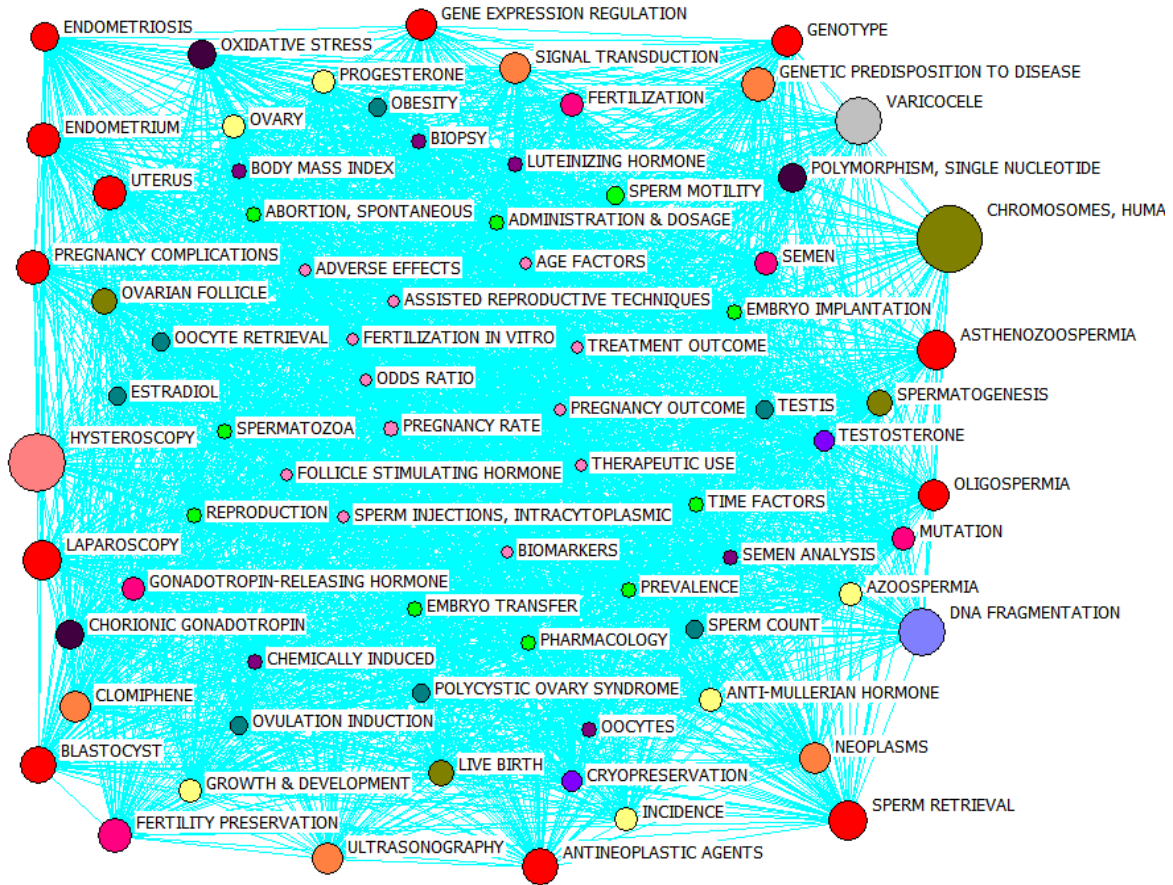 ENDOMETRIOSIS
GENE EXPRESSION REGULATION
GENOTYPE
OXIDATIVE STRESS
SIGNAL TRANSDUCTION
GENETIC PREDISPOSITION TO DISEASE
PROGESTERONE
FERTILIZATION
VARICOCELE
OBESITY
ENDOMETRIUM
OVARY
BIOPSY
BODY MASS INDEX
LUTEINIZING HORMONE
POLYMORPHISM, SINGLE NUCLEOTIDE
UTERUS
SPERM MOTILITY
ABORTION, SPONTANEOUS
ADMINISTRATION & DOSAGE
CHROMOSOMES, HUMA
PREGNANCY COMPLICATIONS
ADVERSE EFFECTS
AGE FACTORS
SEMEN
OVARIAN FOLLICLE
ASSISTED REPRODUCTIVE TECHNIQUES
EMBRYO IMPLANTATION
OOCYTE RETRIEVAL
FERTILIZATION IN VITRO
TREATMENT OUTCOME
ASTHENOZOOSPERMIA
ODDS RATIO
ESTRADIOL
PREGNANCY OUTCOME
TESTIS
SPERMATOGENESIS
HYSTEROSCOPY
SPERMATOZOA
PREGNANCY RATE
TESTOSTERONE
FOLLICLE STIMULATING HORMONE
THERAPEUTIC USE
OLIGOSPERMIA
REPRODUCTION
SPERM INJECTIONS, INTRACYTOPLASMIC
TIME FACTORS
MUTATION
LAPAROSCOPY
BIOMARKERS
SEMEN ANALYSIS
GONADOTROPIN-RELEASING HORMONE
PREVALENCE
AZOOSPERMIA
EMBRYO TRANSFER
DNA FRAGMENTATION
CHORIONIC GONADOTROPIN
PHARMACOLOGY
SPERM COUNT
CHEMICALLY INDUCED
CLOMIPHENE
POLYCYSTIC OVARY SYNDROME
ANTI-MULLERIAN HORMONE
OVULATION INDUCTION
OOCYTES
BLASTOCYST
LIVE BIRTH
NEOPLASMS
GROWTH & DEVELOPMENT
CRYOPRESERVATION
FERTILITY PRESERVATION
INCIDENCE
SPERM RETRIEVAL
ULTRASONOGRAPHY
ANTINEOPLASTIC AGENTS